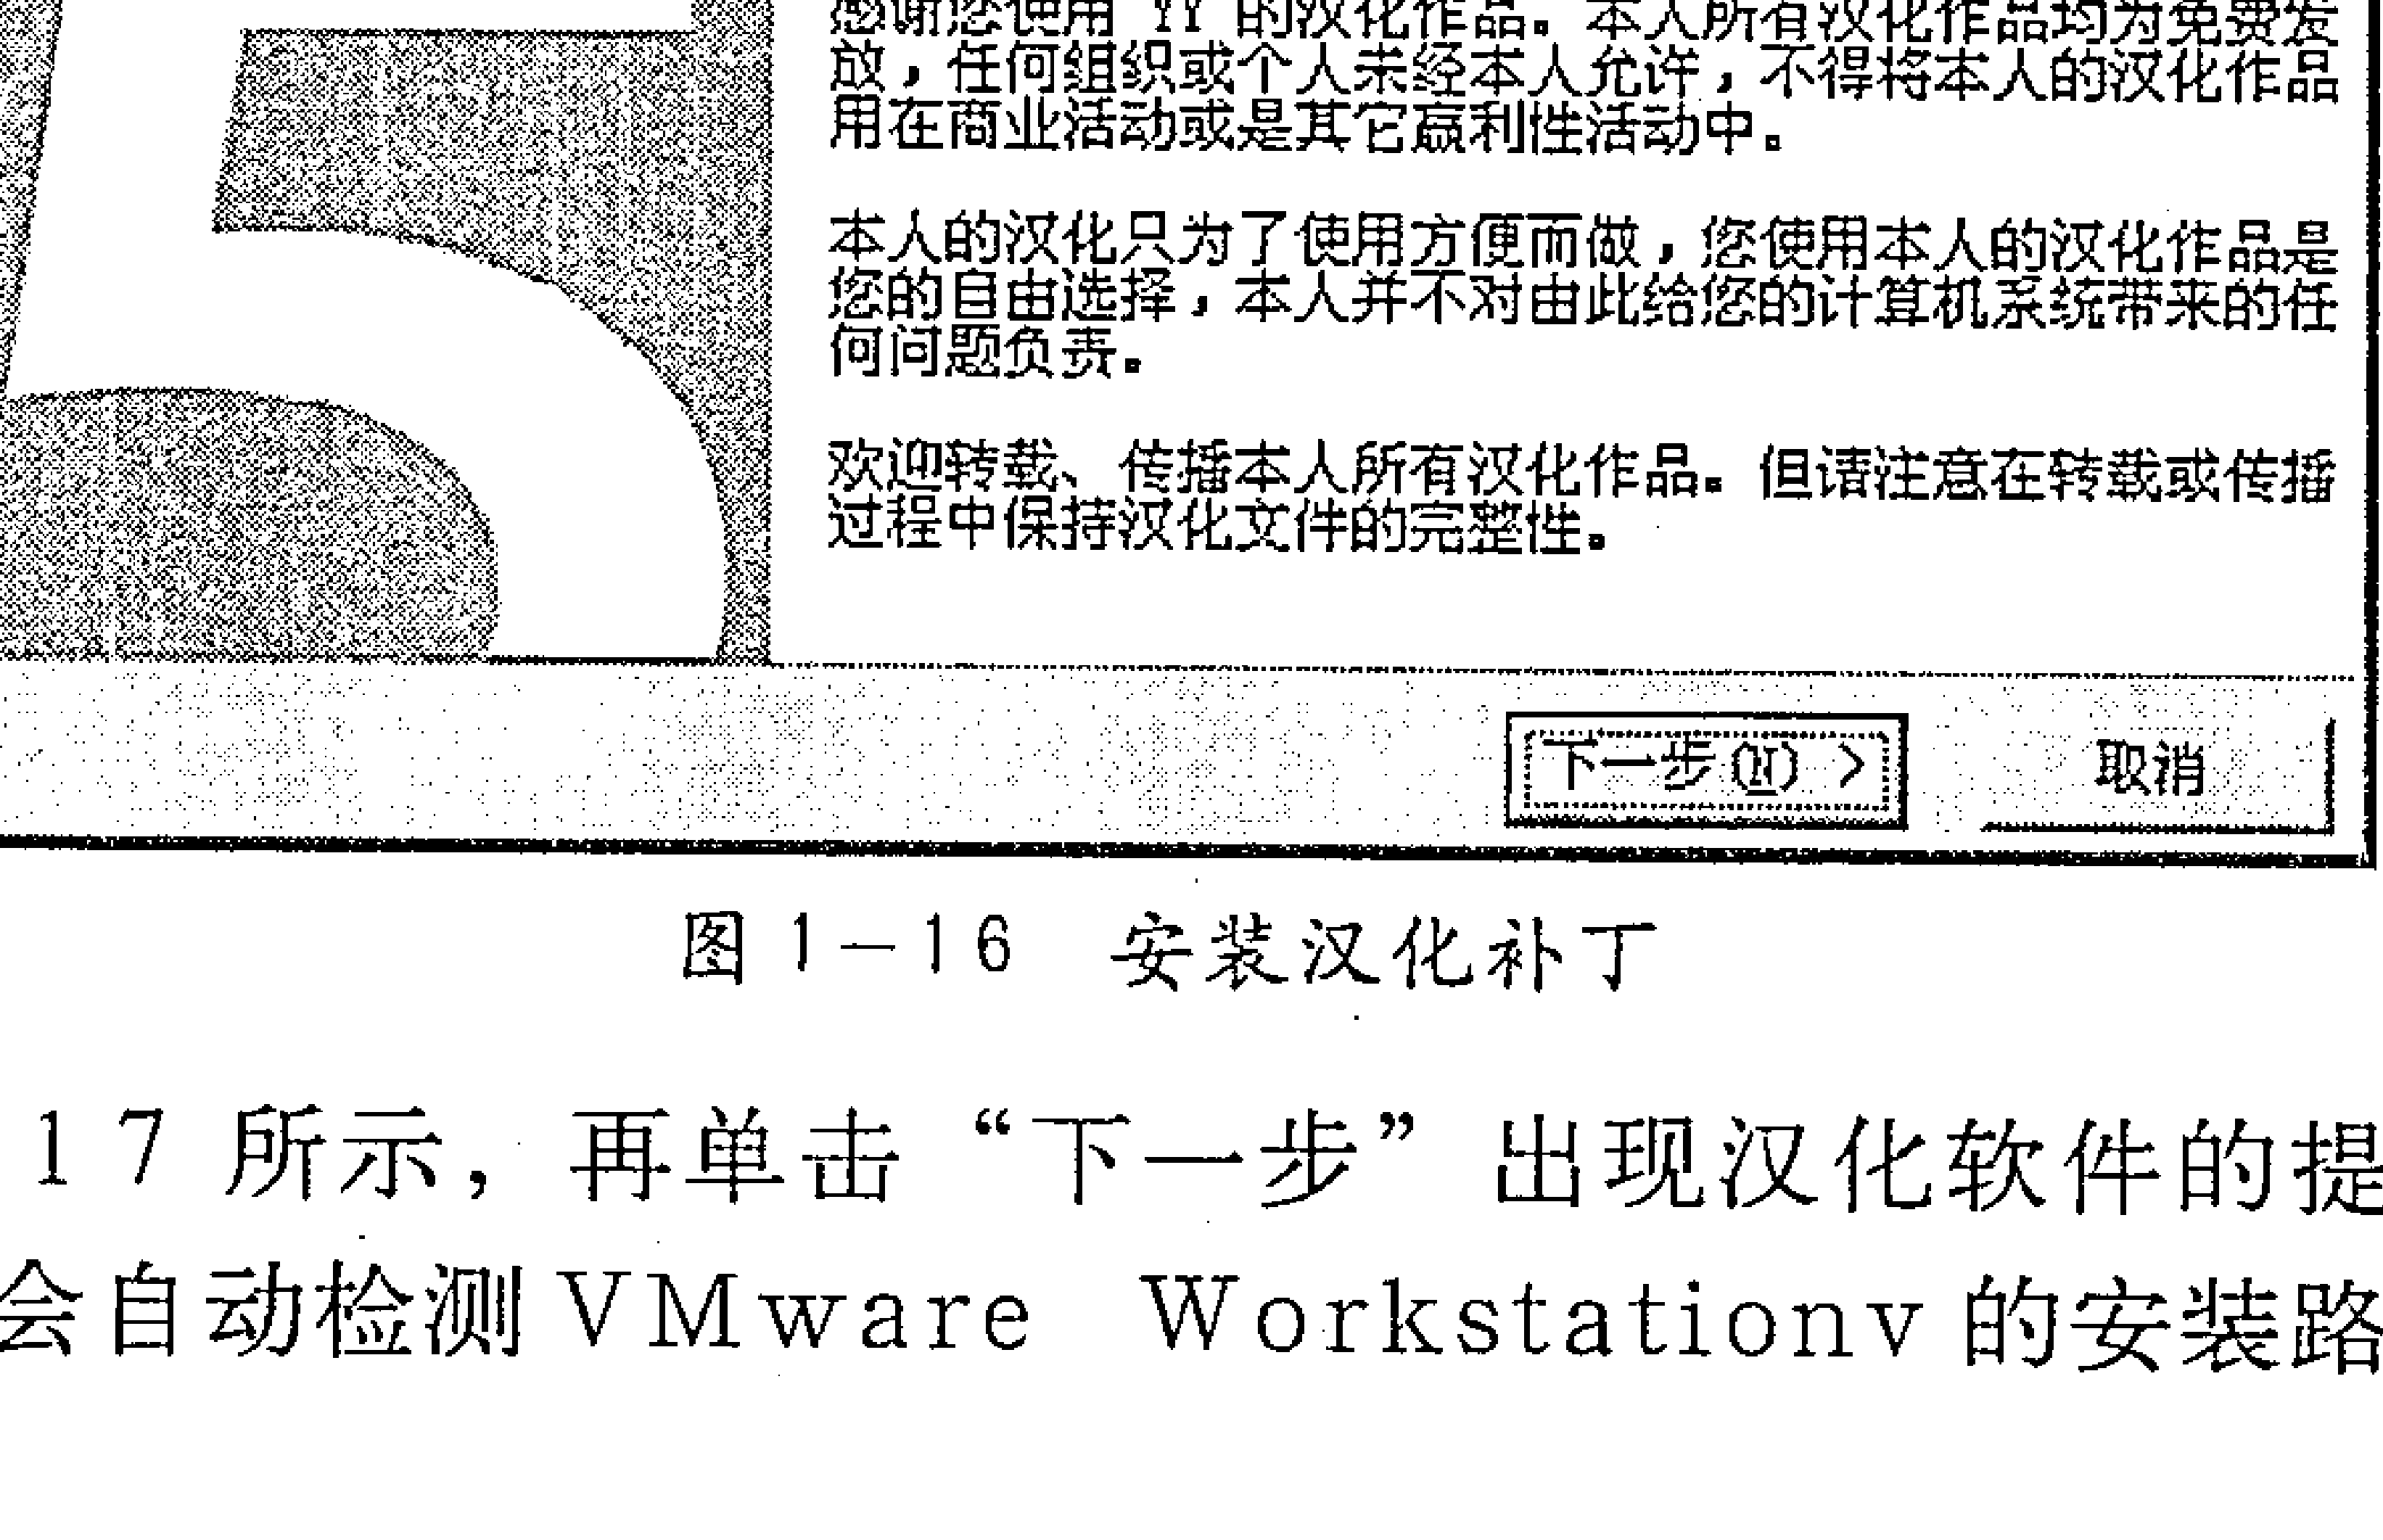 感谢您使用 YY 的汉化作品。本人所有汉化作品均为免费发
放，任何组织或个人未经本人允许，不得将本人的汉化作品
用在商业活动或是其它赢利性活动中。
本人的汉化只为了使用方便而做，您使用本人的汉化作品是
您的自由选择，本人并不对由此给您的计算机系统带来的任
何问题负责。
欢迎转载、传播本人所有汉化作品。但请注意在转载或传播
过程中保持汉化文件的完整性。
下一步(N) >
取消
图 1-16 安装汉化补丁
17 所示，再单击“下一步”出现汉化软件的提
会自动检测 VMware Workstationv 的安装路